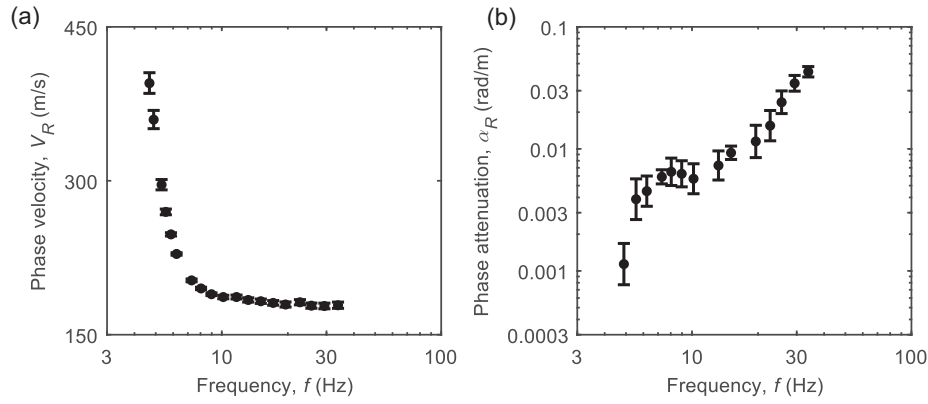 (a)
450
300
150
Phase velocity, V_R (m/s)
3
10
30
100
Frequency, f (Hz)
(b)
0.1
0.03
0.01
0.003
0.001
0.0003
Phase attenuation, α_R (rad/m)
3
10
30
100
Frequency, f (Hz)